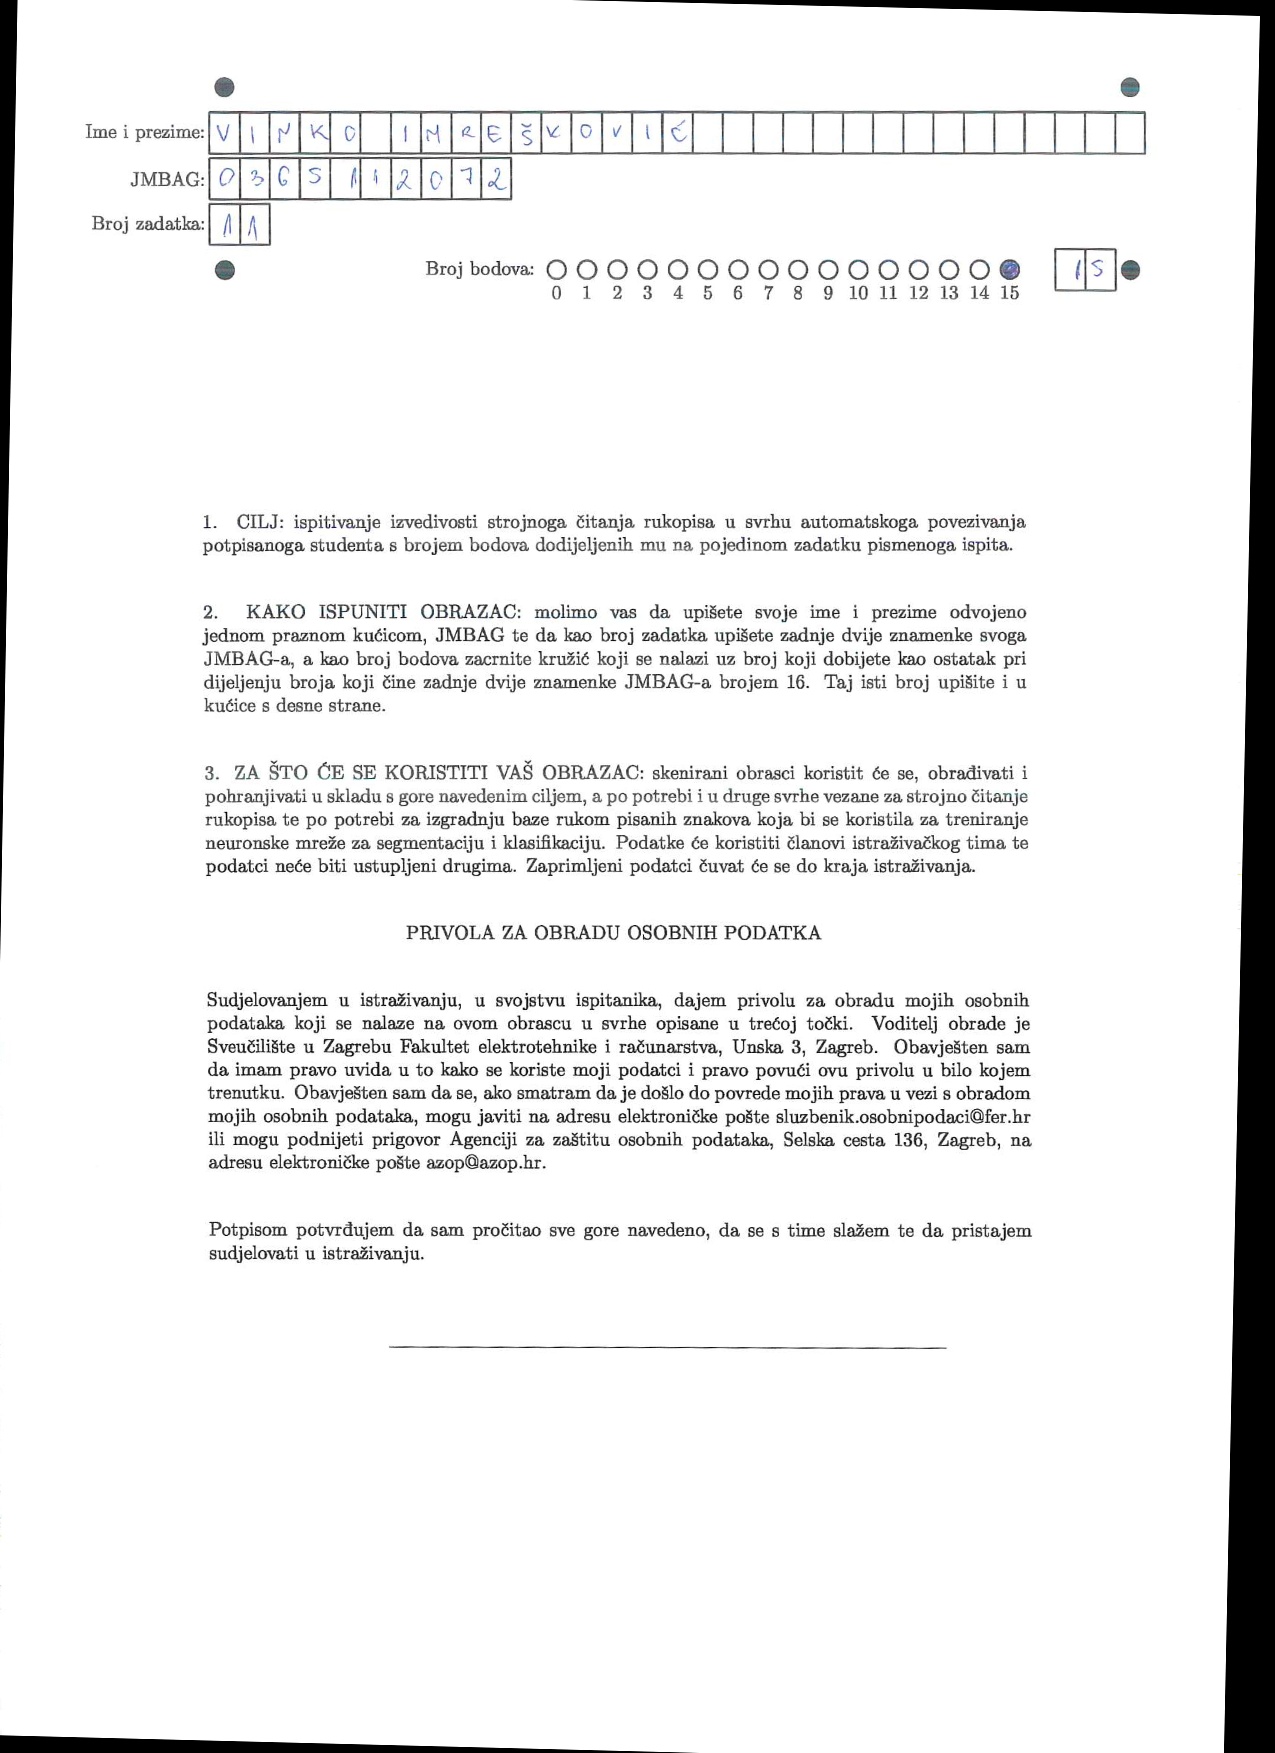 Ime i prezime: VINKO IMREŠKOVIĆ
JMBAG: 0365112072
Broj zadatka: 11
Broj bodova: 15
0 1 2 3 4 5 6 7 8 9 10 11 12 13 14 15
1. CILJ: ispitivanje izvedivosti strojnoga čitanja rukopisa u svrhu automatskoga povezivanja
potpisanoga studenta s brojem bodova dodijeljenih mu na pojedinom zadatku pismenoga ispita.
2. KAKO ISPUNITI OBRAZAC: molimo vas da upišete svoje ime i prezime odvojeno
jednom praznom kućicom, JMBAG te da kao broj zadatka upišete zadnje dvije znamenke svoga
JMBAG-a, a kao broj bodova zacrnite kružić koji se nalazi uz broj koji dobijete kao ostatak pri
dijeljenju broja koji čine zadnje dvije znamenke JMBAG-a brojem 16. Taj isti broj upišite i u
kućice s desne strane.
3. ZA ŠTO ĆE SE KORISTITI VAŠ OBRAZAC: skenirani obrasci koristit će se, obrađivati i
pohranjivati u skladu s gore navedenim ciljem, a po potrebi i u druge svrhe vezane za strojno čitanje
rukopisa te po potrebi za izgradnju baze rukom pisanih znakova koja bi se koristila za treniranje
neuronske mreže za segmentaciju i klasifikaciju. Podatke će koristiti članovi istraživačkog tima te
podatci neće biti ustupljeni drugima. Zaprimljeni podatci čuvat će se do kraja istraživanja.
PRIVOLA ZA OBRADU OSOBNIH PODATKA
Sudjelovanjem u istraživanju, u svojstvu ispitanika, dajem privolu za obradu mojih osobnih
podataka koji se nalaze na ovom obrascu u svrhe opisane u trećoj točki. Voditelj obrade je
Sveučilište u Zagrebu Fakultet elektrotehnike i računarstva, Unska 3, Zagreb. Obavješten sam
da imam pravo uvida u to kako se koriste moji podatci i pravo povući ovu privolu u bilo kojem
trenutku. Obavješten sam da se, ako smatram da je došlo do povrede mojih prava u vezi s obradom
mojih osobnih podataka, mogu javiti na adresu elektroničke pošte sluzbenik.osobnipodaci@fer.hr
ili mogu podnijeti prigovor Agenciji za zaštitu osobnih podataka, Selska cesta 136, Zagreb, na
adresu elektroničke pošte azop@azop.hr.
Potpisom potvrđujem da sam pročitao sve gore navedeno, da se s time slažem te da pristajem
sudjelovati u istraživanju.